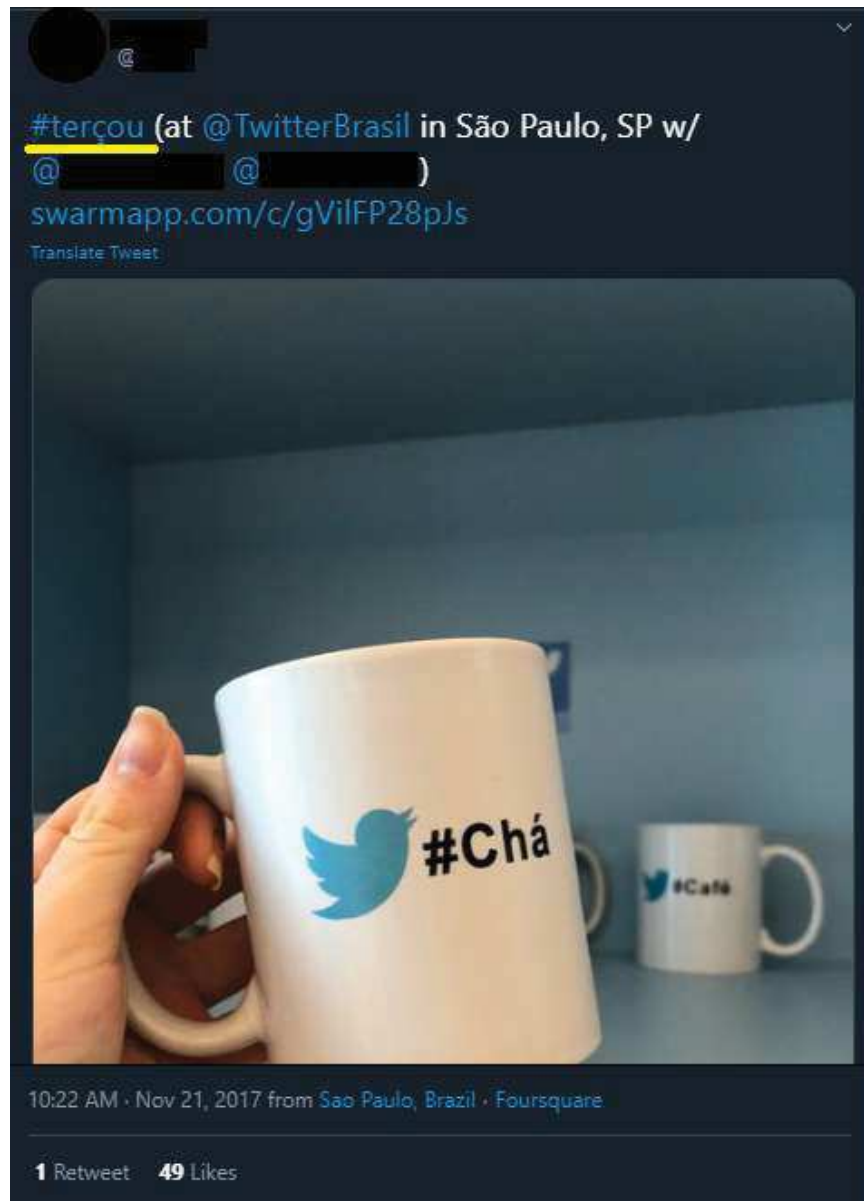 @
#terçou (at @TwitterBrasil in São Paulo, SP w/
@ @ )
swarmapp.com/c/gVilFP28pJs
Translate Tweet
#Chá
#Café
10:22 AM · Nov 21, 2017 from Sao Paulo, Brazil · Foursquare
1 Retweet 49 Likes